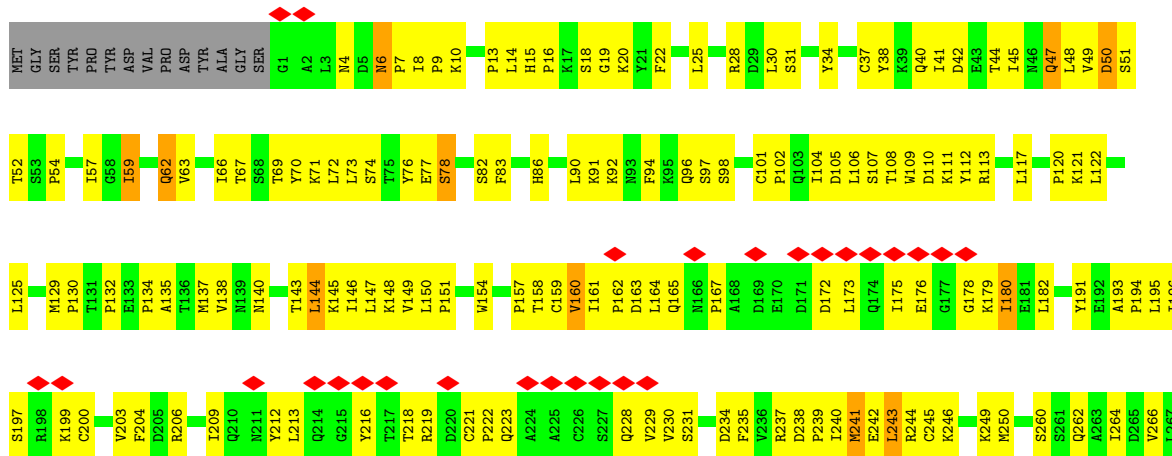 MET GLY SER TYR PRO TYR ASP VAL PRO ASP TYR ALA GLY SER G1 A2 L3 N4 D5 N6 P7 I8 P9 K10 P13 L14 H15 P16 K17 S18 G19 K20 Y21 F22 L25 R28 D29 L30 S31 Y34 C37 Y38 K39 Q40 I41 D42 E43 T44 I45 N46 Q47 L48 V49 D50 S51
T52 S53 P54 I57 G58 I59 Q62 V63 I66 T67 S68 T69 Y70 K71 L72 L73 S74 T75 Y76 E77 S78 S82 F83 H86 L90 K91 K92 N93 F94 K95 Q96 S97 S98 C101 P102 Q103 I104 D105 L106 S107 T108 W109 D110 K111 Y112 R113 L117 P120 K121 L122
L125 M129 P130 T131 P132 E133 P134 A135 T136 M137 V138 N139 N140 T143 L144 K145 I146 L147 K148 V149 L150 P151 W154 P157 T158 C159 V160 I161 P162 D163 L164 Q165 N166 P167 A168 D169 E170 D171 D172 L173 Q174 I175 E176 G177 G178 K179 I180 E181 L182 Y191 E192 A193 P194 L195
S197 R198 K199 C200 V203 F204 D205 R206 I209 Q210 N211 Y212 L213 Q214 G215 Y216 T217 T218 R219 D220 C221 P222 Q223 A224 A225 C226 S227 Q228 V229 V230 S231 D234 F235 V236 R237 D238 P239 I240 M241 E242 L243 R244 C245 K246 K249 M250 S260 S261 Q262 A263 I264 D265 V266 L267